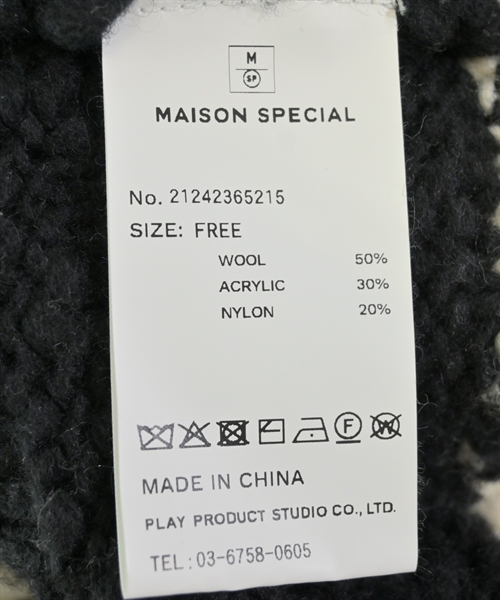 M
SP
MAISON SPECIAL
No. 21242365215
SIZE: FREE
WOOL 50%
ACRYLIC 30%
NYLON 20%
F W
MADE IN CHINA
PLAY PRODUCT STUDIO CO., LTD.
TEL : 03-6758-0605